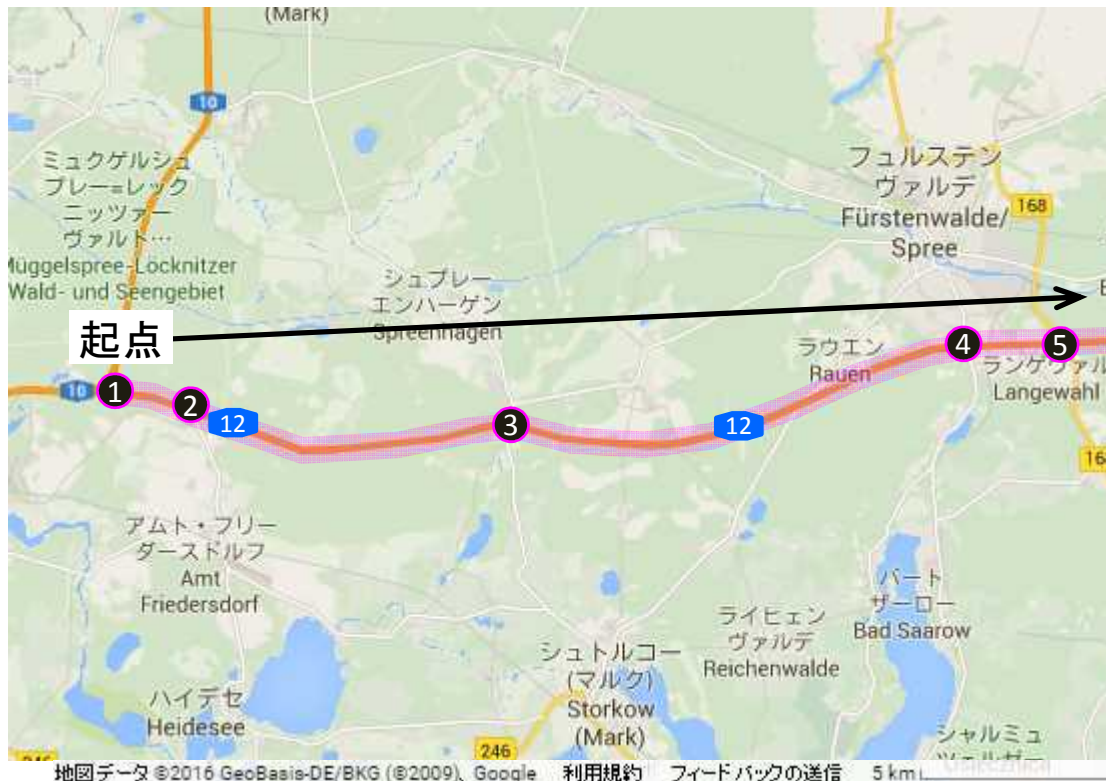 (Mark)
10
ミュクゲルシュ
プレー=レック
ニッツァー
ヴァルト…
Müggelspree-Löcknitzer
Wald- und Seengebiet
フュルステン
ヴァルデ
Fürstenwalde/
Spree
168
シュプレー
エンハーゲン
Spreenhagen
起点
ラウエン
Rauen
4
5
ランゲヴァル
Langewahl
10
1
2
12
3
12
16
アムト・フリー
ダースドルフ
Amt
Friedersdorf
バート
ザーロー
Bad Saarow
ライヒェン
ヴァルデ
Reichenwalde
シュトルコー
(マルク)
Storkow
(Mark)
ハイデゼ
Heidesee
246
246
シャルミュ
地図データ ©2016 GeoBasis-DE/BKG (©2009), Google 利用規約 フィードバックの送信 5 km